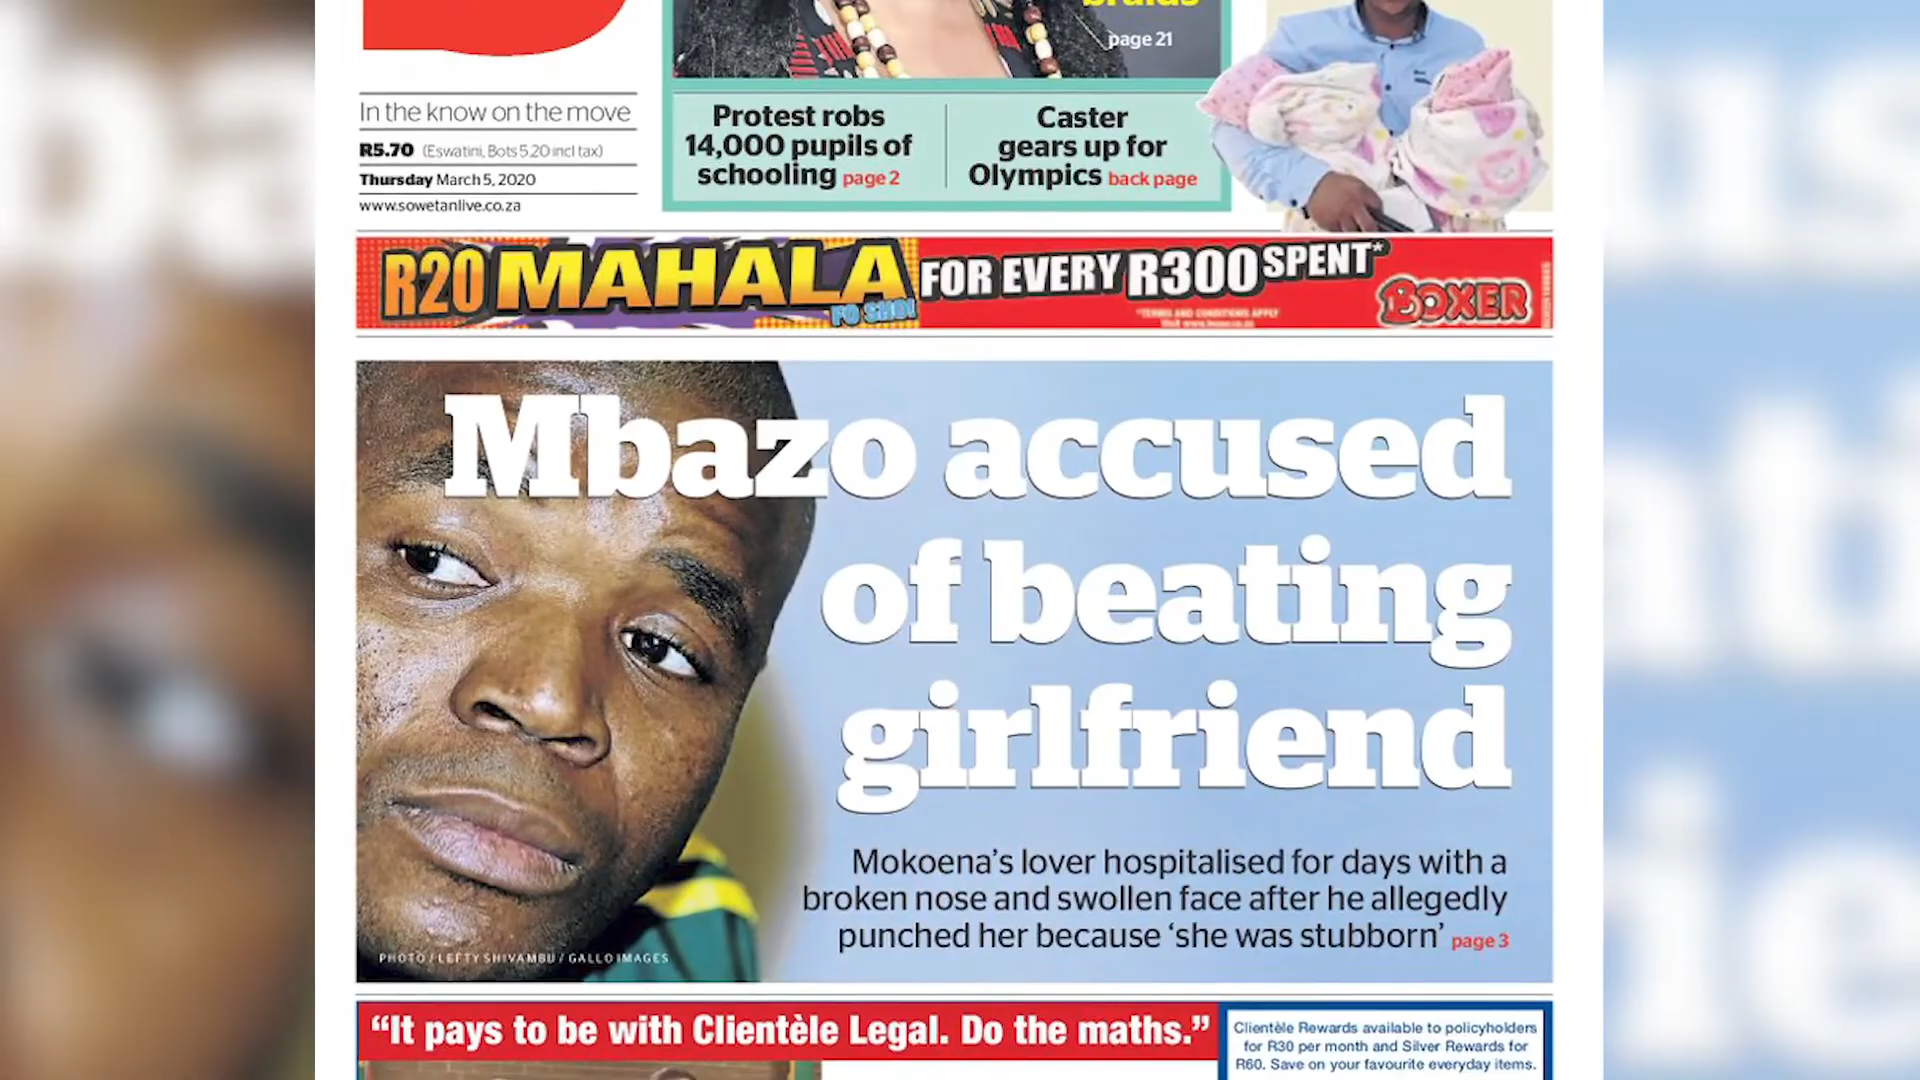 braids
page 21
In the know on the move
R5.70 (Eswatini, Bots 5.20 incl tax)
Thursday March 5, 2020
www.sowetanlive.co.za
Protest robs
14,000 pupils of
schooling page 2
Caster
gears up for
Olympics back page
R20 MAHALA
FO SHO!
FOR EVERY R300 SPENT*
*TERMS AND CONDITIONS APPLY
BOXER
Mbazo accused
of beating
girlfriend
Mokoena's lover hospitalised for days with a
broken nose and swollen face after he allegedly
punched her because ‘she was stubborn’ page 3
PHOTO / LEFTY SHIVAMBU / GALLO IMAGES
“It pays to be with Clientèle Legal. Do the maths.”
Clientèle Rewards available to policyholders
for R30 per month and Silver Rewards for
R60. Save on your favourite everyday items.